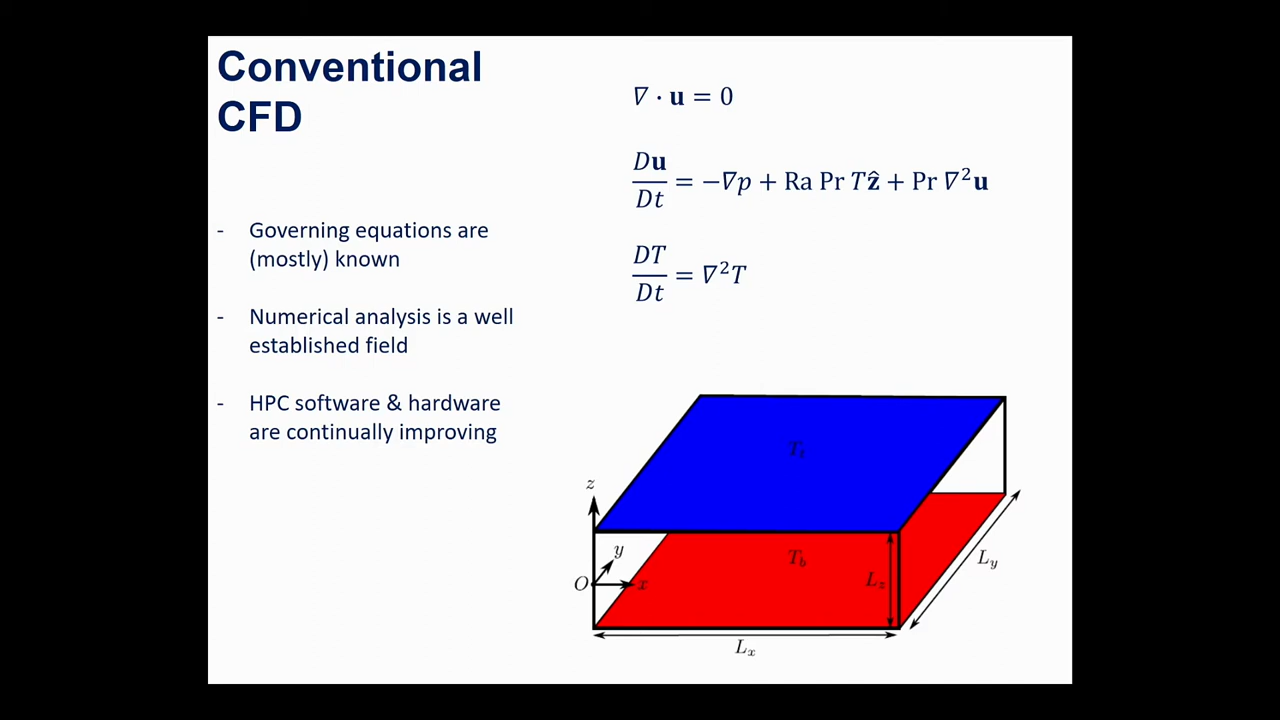 Conventional
CFD
∇ · u = 0
Du/Dt = −∇p + Ra Pr Tẑ + Pr ∇²u
DT/Dt = ∇²T
- Governing equations are
(mostly) known
- Numerical analysis is a well
established field
- HPC software & hardware
are continually improving
T_t
z
y
T_b
O
x
L_z
L_y
L_x